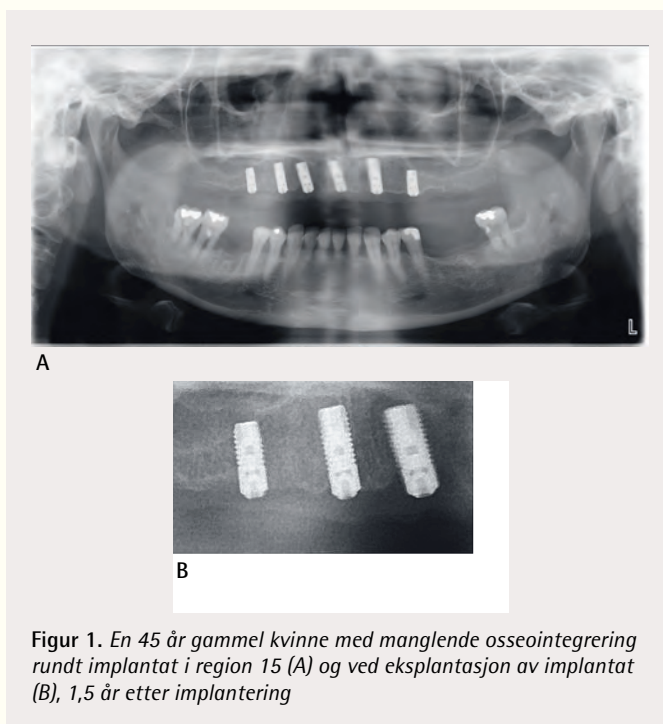 L
A
B
Figur 1. En 45 år gammel kvinne med manglende osseointegrering
rundt implantat i region 15 (A) og ved eksplantasjon av implantat
(B), 1,5 år etter implantering